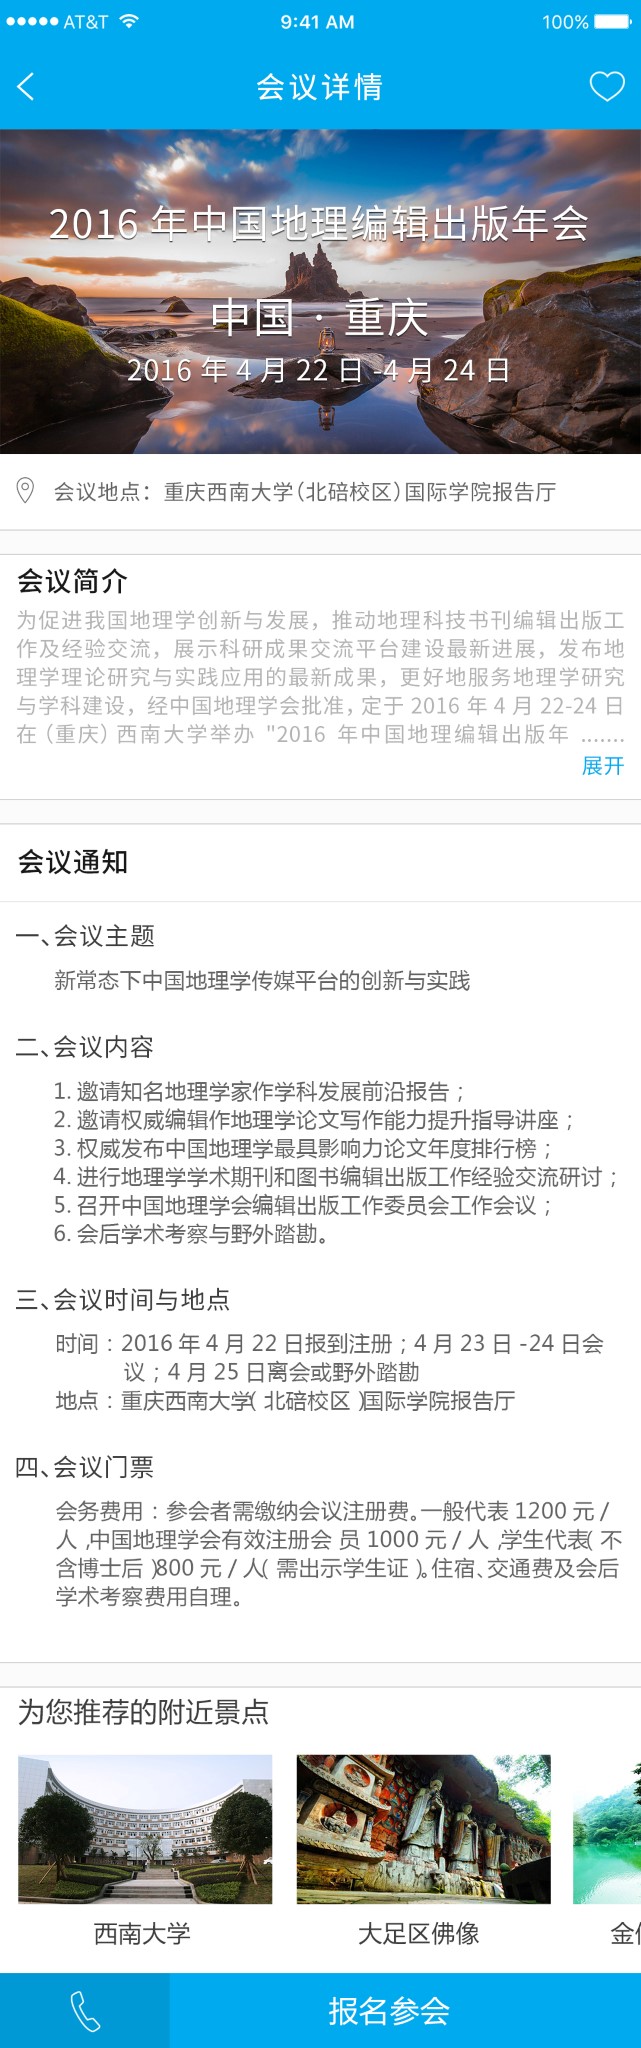 AT&T 9:41 AM 100%
会议详情
2016 年中国地理编辑出版年会
中国 · 重庆
2016 年 4 月 22 日 -4 月 24 日
会议地点：重庆西南大学（北碚校区）国际学院报告厅
会议简介
为促进我国地理学创新与发展，推动地理科技书刊编辑出版工
作及经验交流，展示科研成果交流平台建设最新进展，发布地
理学理论研究与实践应用的最新成果，更好地服务地理学研究
与学科建设，经中国地理学会批准，定于 2016 年 4 月 22-24 日
在（重庆）西南大学举办 "2016 年中国地理编辑出版年 .......
展开
会议通知
一、会议主题
新常态下中国地理学传媒平台的创新与实践
二、会议内容
1. 邀请知名地理学家作学科发展前沿报告；
2. 邀请权威编辑作地理学论文写作能力提升指导讲座；
3. 权威发布中国地理学最具影响力论文年度排行榜；
4. 进行地理学学术期刊和图书编辑出版工作经验交流研讨；
5. 召开中国地理学会编辑出版工作委员会工作会议；
6. 会后学术考察与野外踏勘。
三、会议时间与地点
时间：2016 年 4 月 22 日报到注册；4 月 23 日 -24 日会
议；4 月 25 日离会或野外踏勘
地点：重庆西南大学( 北碚校区 )国际学院报告厅
四、会议门票
会务费用：参会者需缴纳会议注册费。一般代表 1200 元 /
人 ,中国地理学会有效注册会 员 1000 元 / 人 ,学生代表( 不
含博士后 )800 元 / 人( 需出示学生证 )。住宿、交通费及会后
学术考察费用自理。
为您推荐的附近景点
西南大学 大足区佛像 金
报名参会